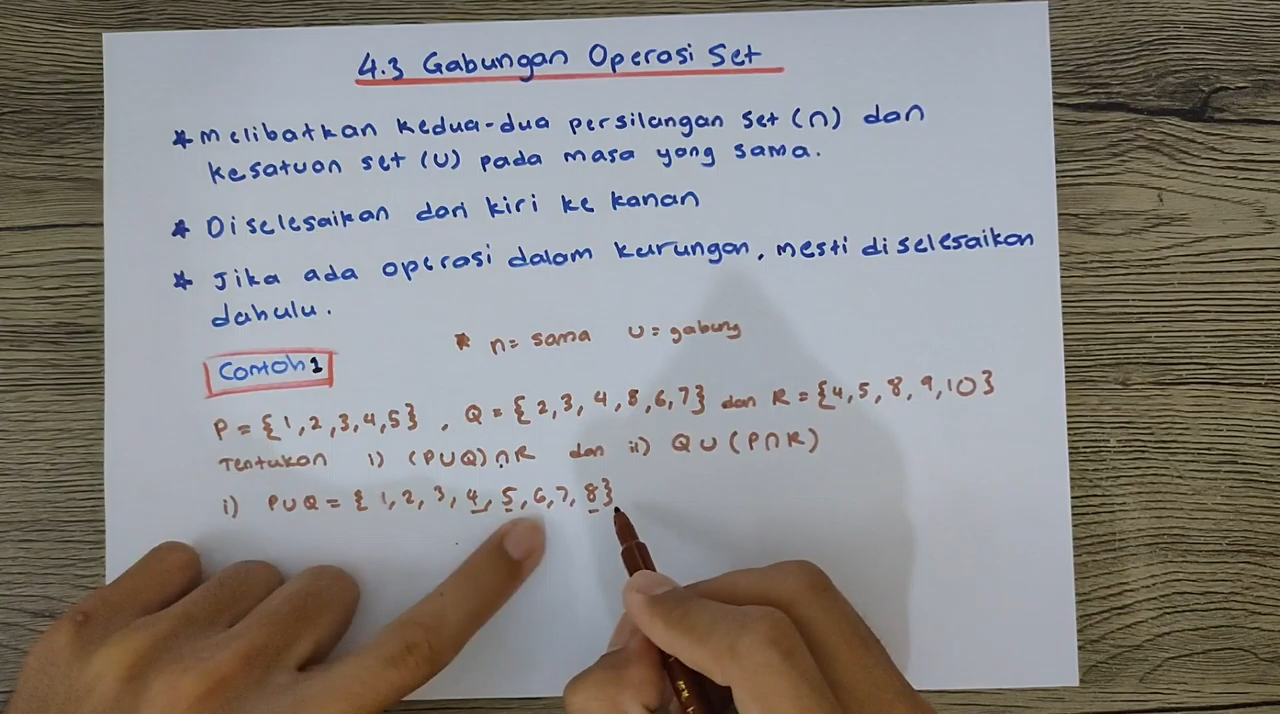 4.3 Gabungan Operasi Set
* Melibatkan kedua-dua persilangan set (∩) dan
kesatuan set (U) pada masa yang sama.
* Diselesaikan dari kiri ke kanan
* Jika ada operasi dalam kurungan, mesti diselesaikan
dahulu.
* ∩ = sama U = gabung
Contoh 1
P = {1,2,3,4,5}, Q = {2,3,4,8,6,7} dan R = {4,5,8,9,10}
Tentukan i) (PUQ)∩R dan ii) QU(P∩R)
i) PUQ = {1,2,3,4,5,6,7,8}